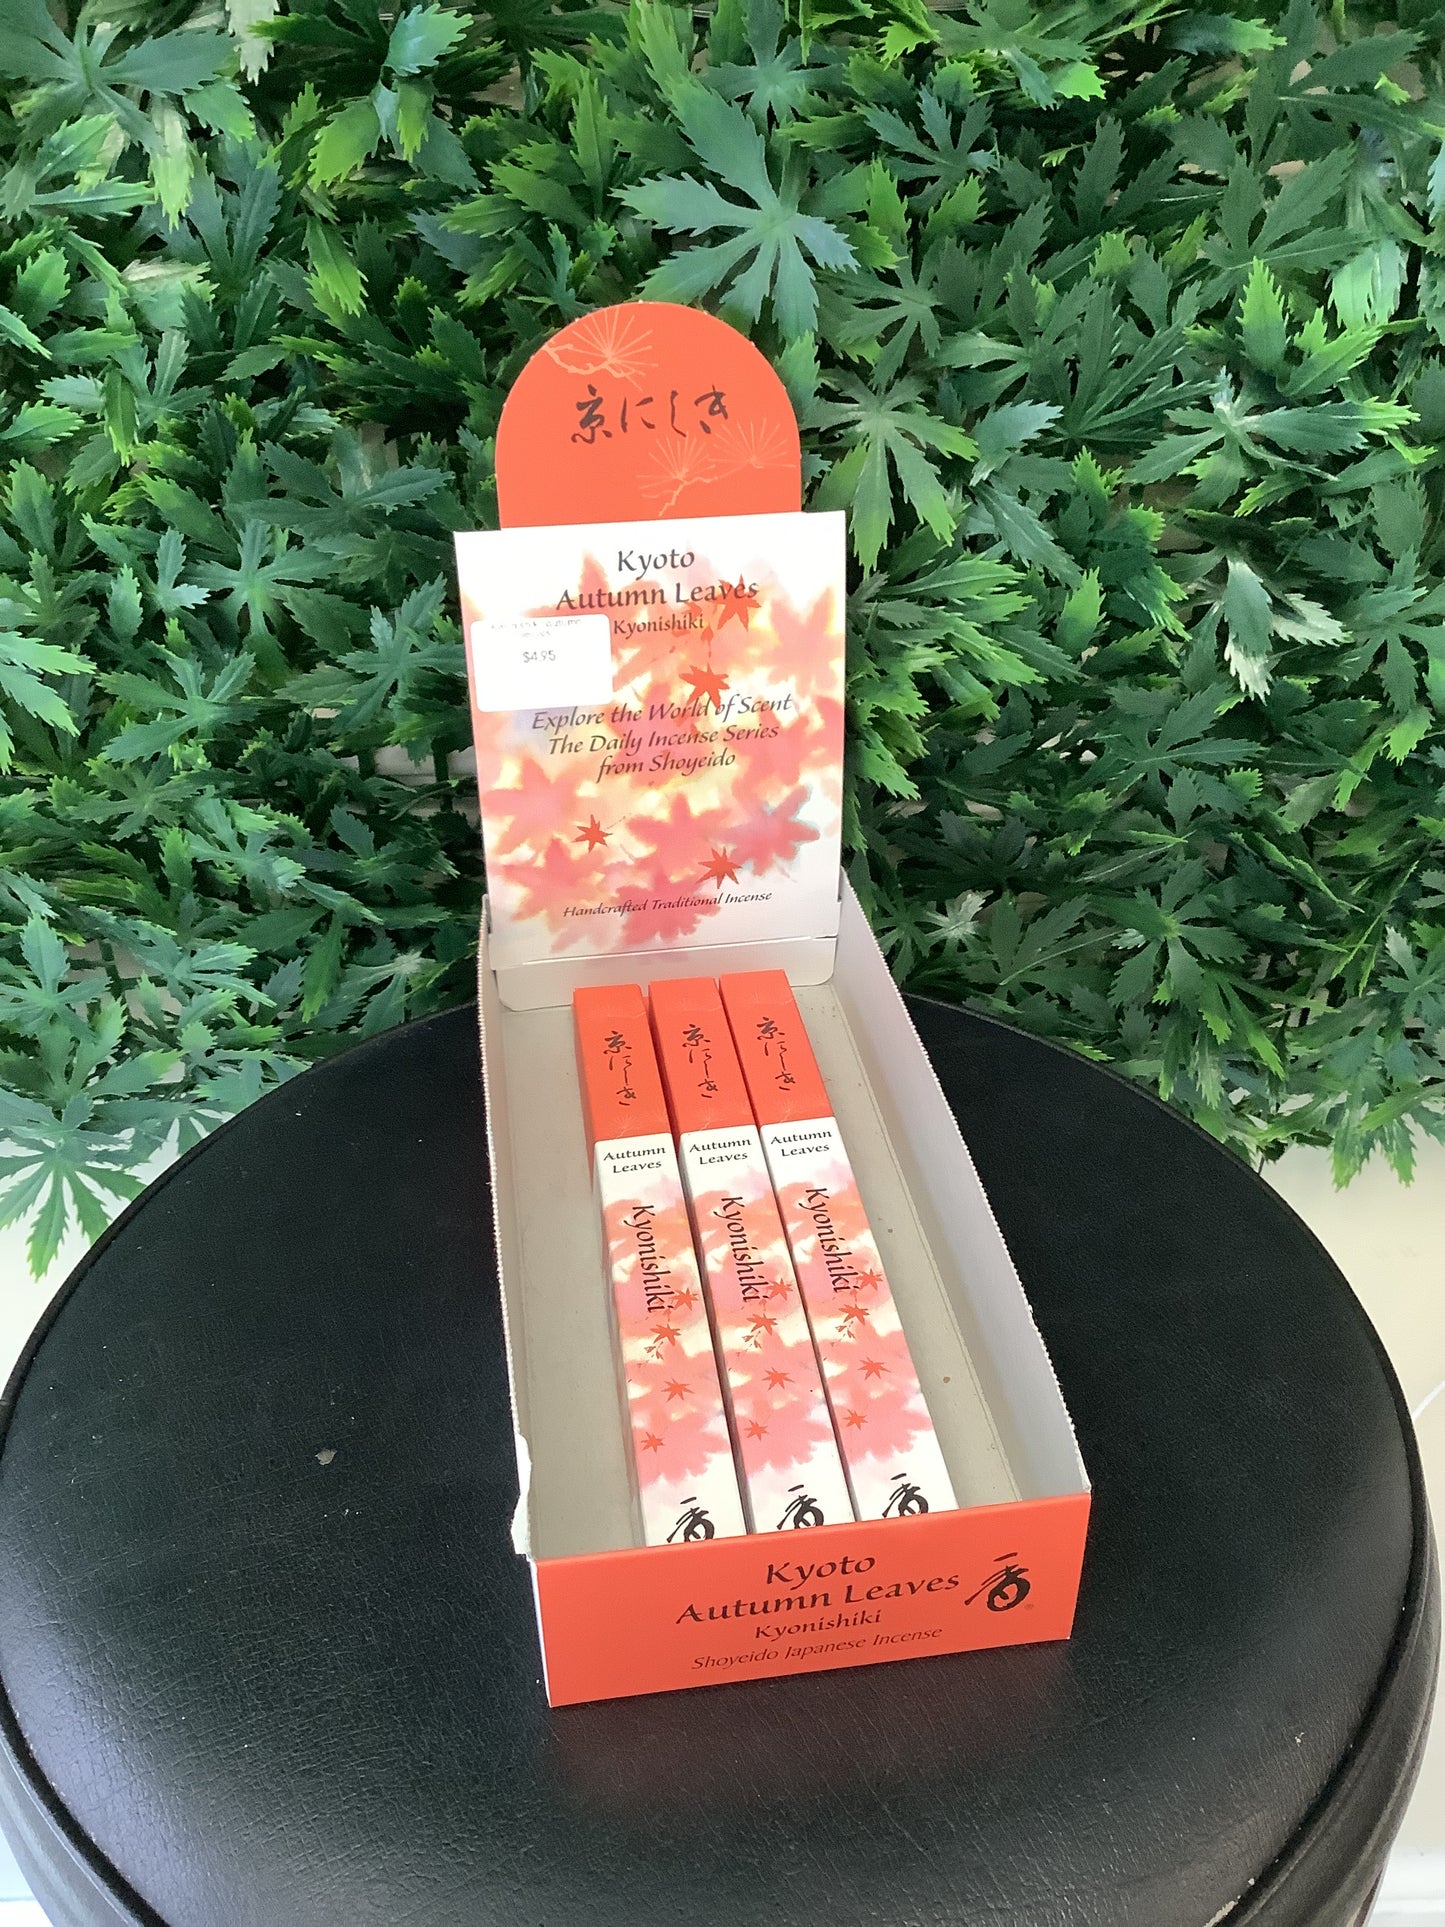 京にしき
Kyoto
Autumn Leaves
Kyonishiki
$4.95
Explore the World of Scent
The Daily Incense Series
from Shoyeido
Handcrafted Traditional Incense
京にしき
京にしき
京にしき
Autumn
Leaves
Kyonishiki
香
Autumn
Leaves
Kyonishiki
香
Autumn
Leaves
Kyonishiki
香
Kyoto
Autumn Leaves
Kyonishiki
Shoyeido Japanese Incense
香